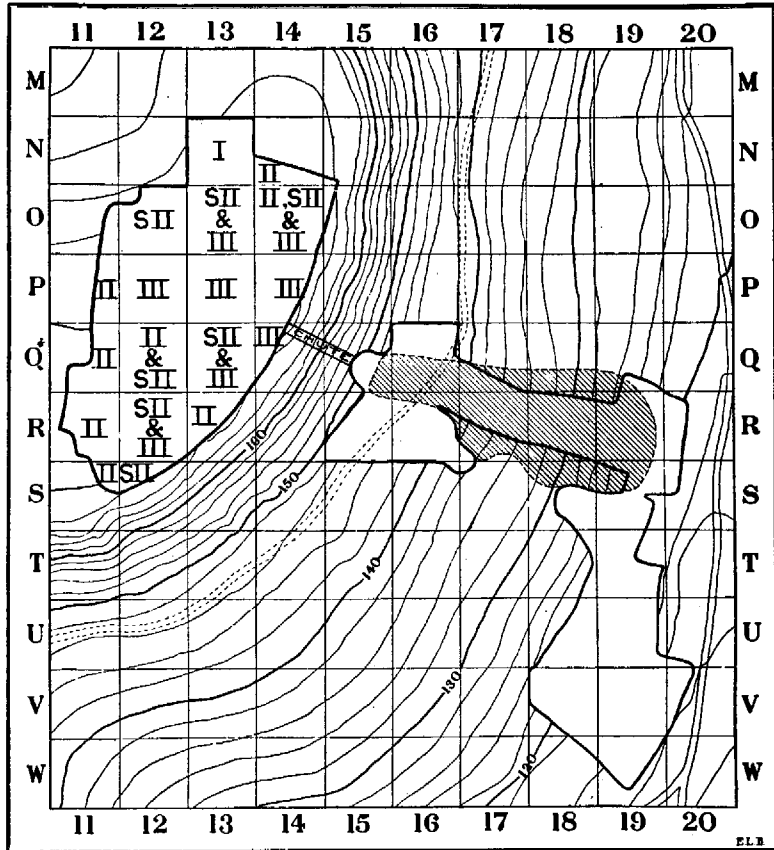 11 12 13 14 15 16 17 18 19 20
M M
N I II N
O SII SII & III II,SII & III O
P II III III III P
Q II II & SII SII & III III CHUTE Q
R II SII & III II R
160
S II SII 150 S
T 140 T
U U
V 130 V
W 120 W
11 12 13 14 15 16 17 18 19 20
E.L.B.